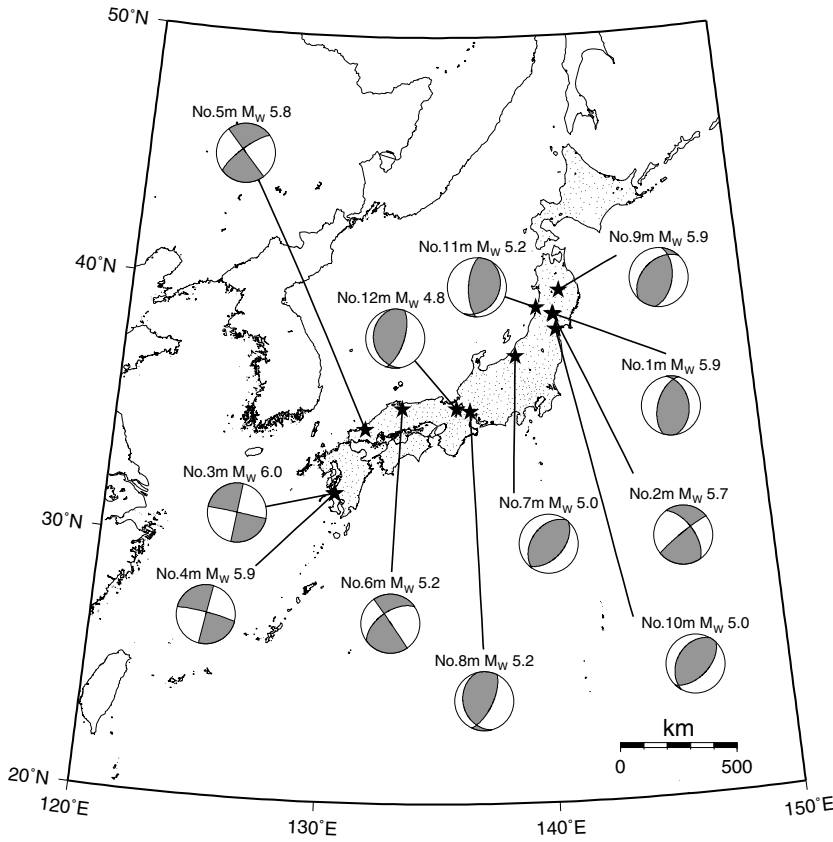 50˚N
No.5m MW 5.8
No.9m MW 5.9
No.11m MW 5.2
40˚N
No.12m MW 4.8
No.1m MW 5.9
No.3m MW 6.0
No.7m MW 5.0
No.2m MW 5.7
30˚N
No.4m MW 5.9
No.6m MW 5.2
No.10m MW 5.0
No.8m MW 5.2
km
0 500
20˚N
120˚E
130˚E
140˚E
150˚E